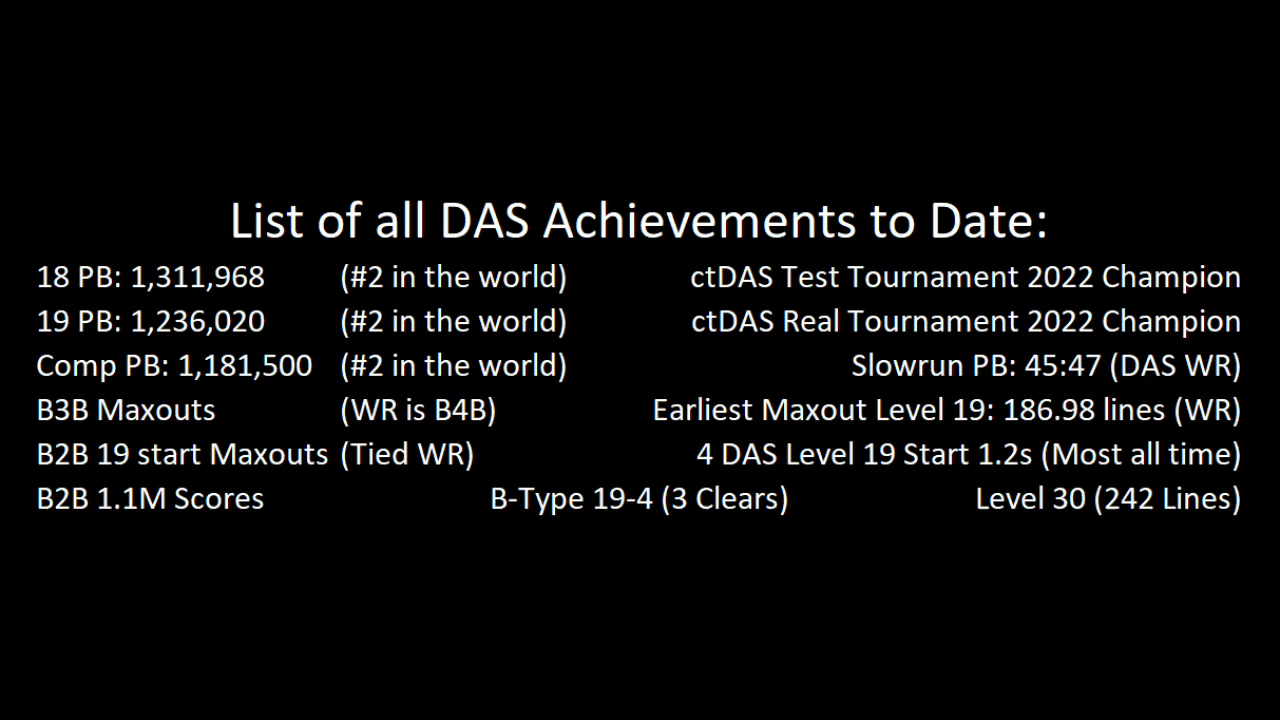 List of all DAS Achievements to Date:
18 PB: 1,311,968 (#2 in the world) ctDAS Test Tournament 2022 Champion
19 PB: 1,236,020 (#2 in the world) ctDAS Real Tournament 2022 Champion
Comp PB: 1,181,500 (#2 in the world) Slowrun PB: 45:47 (DAS WR)
B3B Maxouts (WR is B4B) Earliest Maxout Level 19: 186.98 lines (WR)
B2B 19 start Maxouts (Tied WR) 4 DAS Level 19 Start 1.2s (Most all time)
B2B 1.1M Scores B-Type 19-4 (3 Clears) Level 30 (242 Lines)